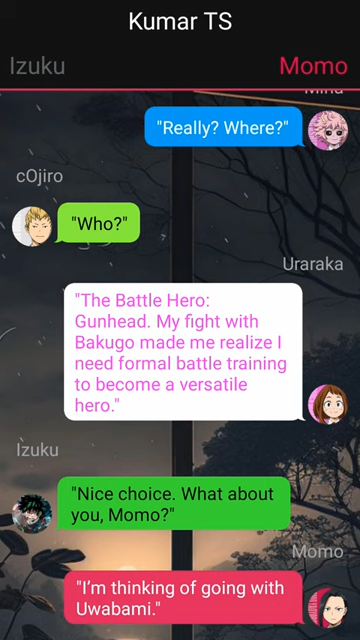 Kumar TS
Izuku
Momo
Mina
"Really? Where?"
cOjiro
"Who?"
Uraraka
"The Battle Hero:
Gunhead. My fight with
Bakugo made me realize I
need formal battle training
to become a versatile
hero."
Izuku
"Nice choice. What about
you, Momo?"
Momo
"I'm thinking of going with
Uwabami."